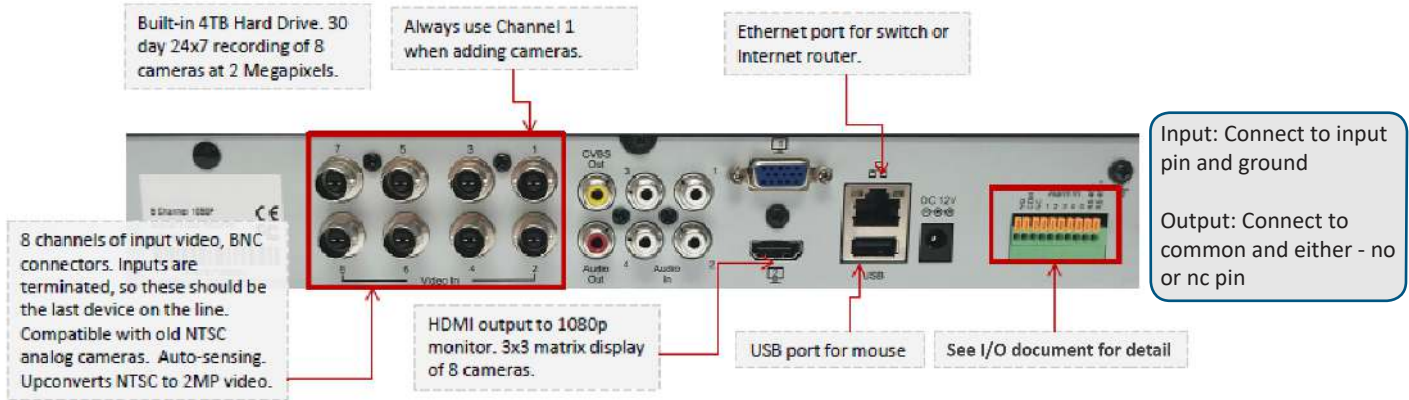 Built-in 4TB Hard Drive. 30
day 24x7 recording of 8
cameras at 2 Megapixels.
Always use Channel 1
when adding cameras.
Ethernet port for switch or
Internet router.
7
5
3
1
CVBS
Out
3
1
DC 12V
Alarm In
Input: Connect to input
pin and ground
Output: Connect to
common and either - no
or nc pin
8 Channel 1080P
CE
8 channels of input video, BNC
connectors. Inputs are
terminated, so these should be
the last device on the line.
Compatible with old NTSC
analog cameras. Auto-sensing.
Upconverts NTSC to 2MP video.
8
6
4
2
Video In
Audio
Out
4
Audio
In
2
USB
HDMI output to 1080p
monitor. 3x3 matrix display
of 8 cameras.
USB port for mouse
See I/O document for detail